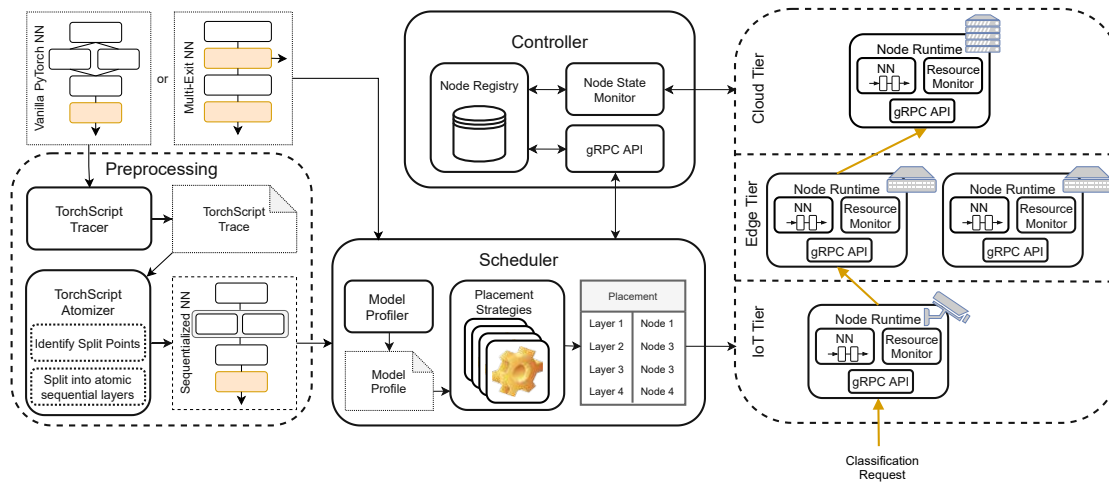 Vanilla PyTorch NN
or
Multi-Exit NN
Preprocessing
TorchScript
Tracer
TorchScript
Trace
TorchScript
Atomizer
Identify Split Points
Split into atomic
sequential layers
Sequentialized NN
Controller
Node Registry
Node State
Monitor
gRPC API
Scheduler
Model
Profiler
Model
Profile
Placement
Strategies
Placement
Layer 1
Node 1
Layer 2
Node 3
Layer 3
Node 3
Layer 4
Node 4
Cloud Tier
Node Runtime
NN
Resource
Monitor
gRPC API
Edge Tier
Node Runtime
NN
Resource
Monitor
gRPC API
Node Runtime
NN
Resource
Monitor
gRPC API
IoT Tier
Node Runtime
NN
Resource
Monitor
gRPC API
Classification
Request